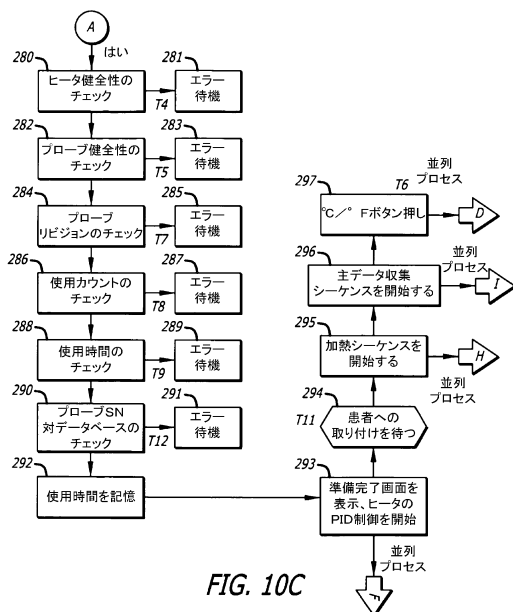 A
はい
280
ヒータ健全性の
チェック
T4
281
エラー
待機
282
プローブ健全性の
チェック
T5
283
エラー
待機
284
プローブ
リビジョンのチェック
T7
285
エラー
待機
286
使用カウントの
チェック
T8
287
エラー
待機
288
使用時間の
チェック
T9
289
エラー
待機
290
プローブSN
対データベースの
チェック
T12
291
エラー
待機
292
使用時間を記憶
293
準備完了画面を
表示、ヒータの
PID制御を開始
並列
プロセス
F
294
T11
患者への
取り付けを待つ
295
加熱シーケンスを
開始する
並列
プロセス
H
296
主データ収集
シーケンスを開始する
並列
プロセス
I
297
℃/°Fボタン押し
T6
並列
プロセス
D
FIG. 10C